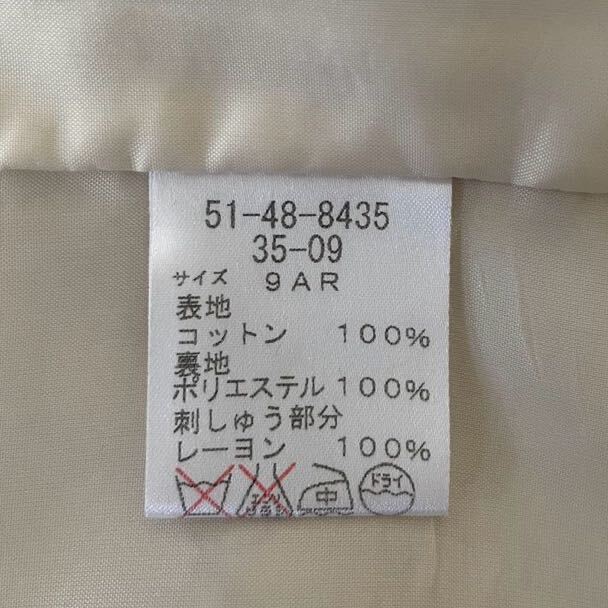 51-48-8435
35-09
サイズ 9AR
表地
コットン 100%
裏地
ポリエステル 100%
刺しゅう部分
レーヨン 100%
中 ドライ